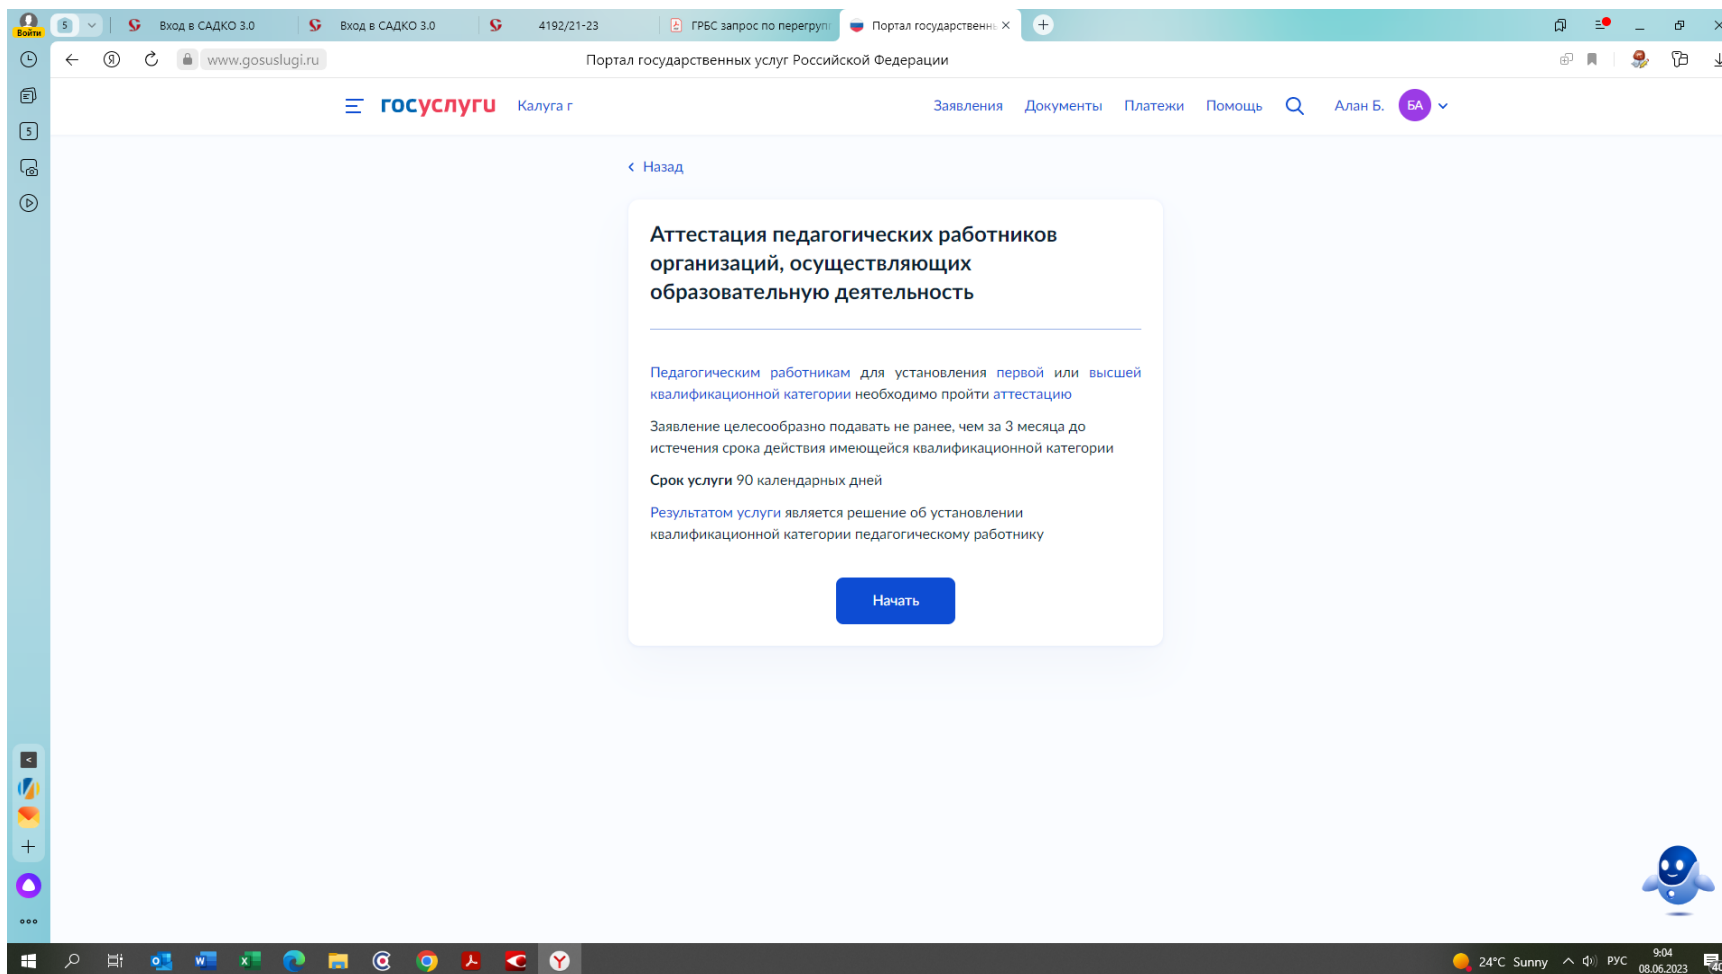 Войти
5
Вход в САДКО 3.0
Вход в САДКО 3.0
4192/21-23
ГРБС запрос по перегруп
Портал государственны
www.gosuslugi.ru
Портал государственных услуг Российской Федерации
5
госуслуги
Калуга г
Заявления
Документы
Платежи
Помощь
Алан Б.
БА
Назад
Аттестация педагогических работников
организаций, осуществляющих
образовательную деятельность
Педагогическим работникам для установления первой или высшей
квалификационной категории необходимо пройти аттестацию
Заявление целесообразно подавать не ранее, чем за 3 месяца до
истечения срока действия имеющейся квалификационной категории
Срок услуги 90 календарных дней
Результатом услуги является решение об установлении
квалификационной категории педагогическому работнику
Начать
24°C Sunny
РУС
9:04
08.06.2023
40